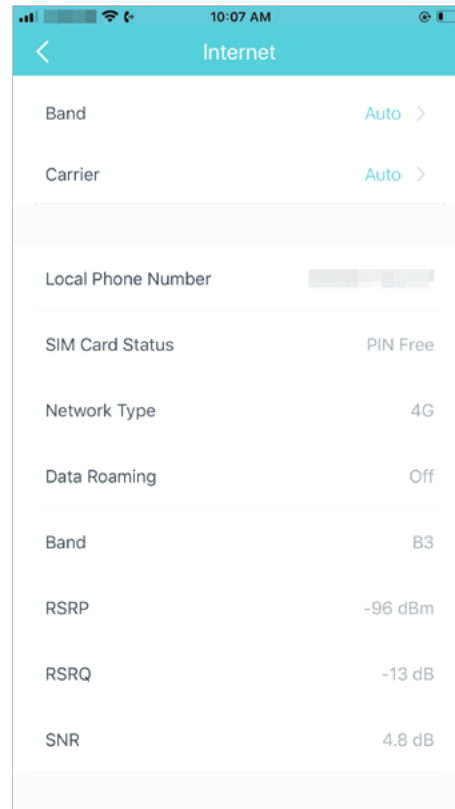 10:07 AM
Internet
Band Auto
Carrier Auto
Local Phone Number
SIM Card Status PIN Free
Network Type 4G
Data Roaming Off
Band B3
RSRP -96 dBm
RSRQ -13 dB
SNR 4.8 dB